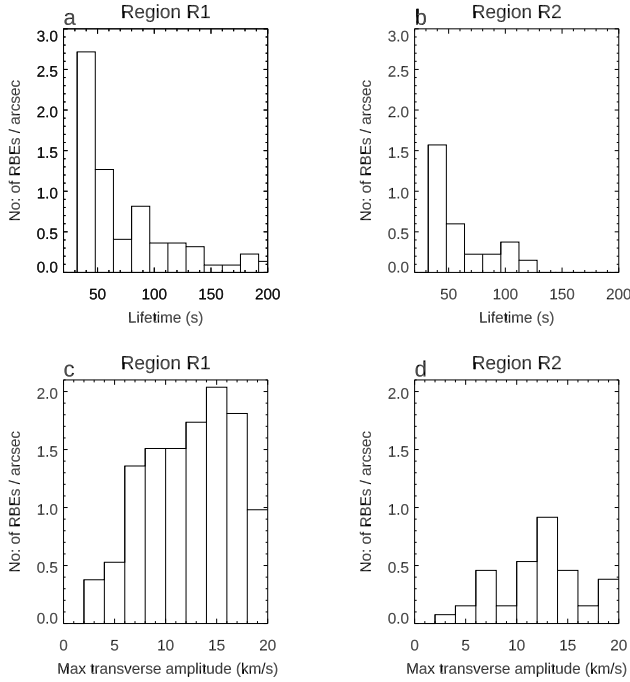 a Region R1
b Region R2
No: of RBEs / arcsec
3.0
2.5
2.0
1.5
1.0
0.5
0.0
50 100 150 200
Lifetime (s)
No: of RBEs / arcsec
3.0
2.5
2.0
1.5
1.0
0.5
0.0
50 100 150 200
Lifetime (s)
c Region R1
d Region R2
No: of RBEs / arcsec
2.0
1.5
1.0
0.5
0.0
0 5 10 15 20
Max transverse amplitude (km/s)
No: of RBEs / arcsec
2.0
1.5
1.0
0.5
0.0
0 5 10 15 20
Max transverse amplitude (km/s)